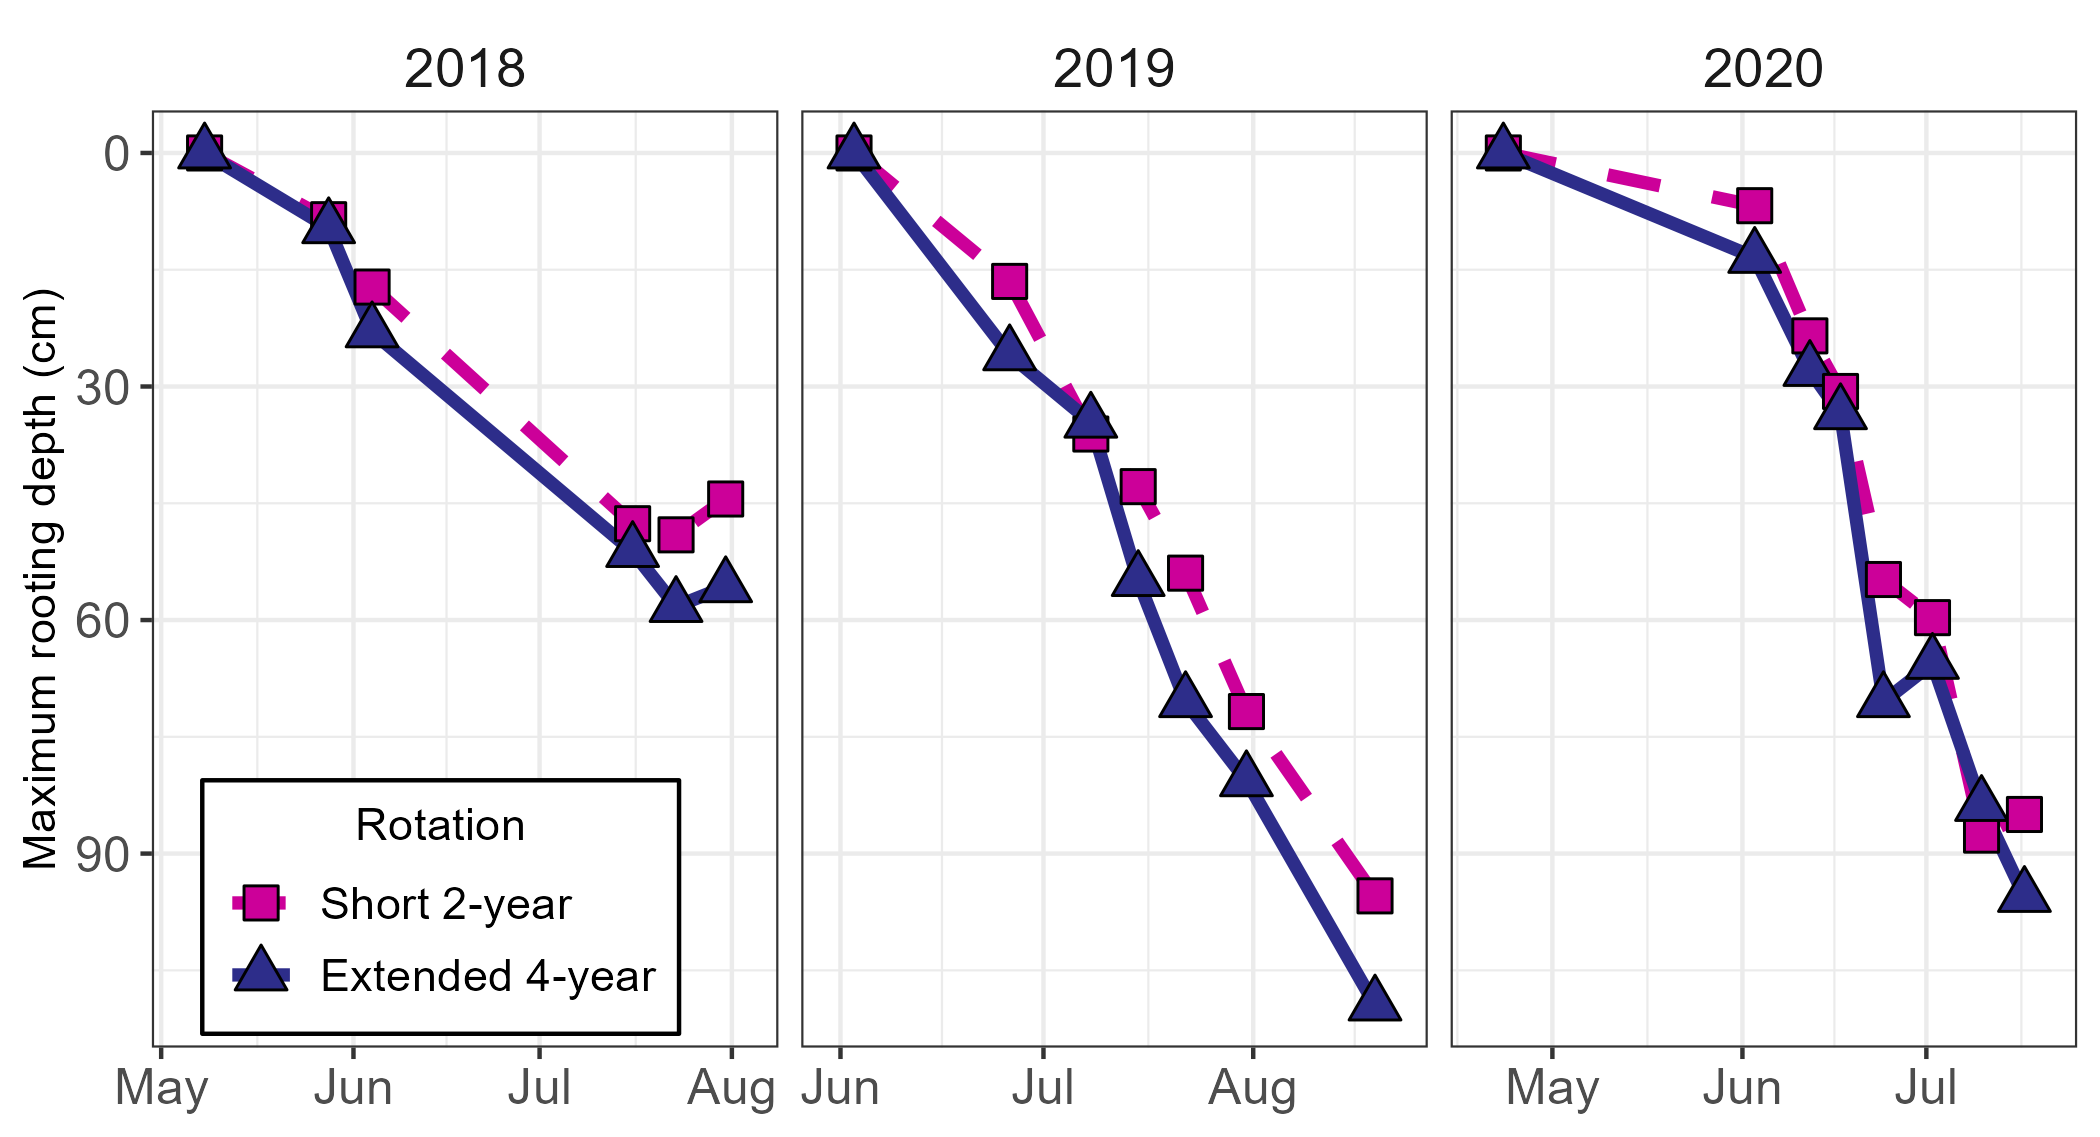 2018 2019 2020
Maximum rooting depth (cm)
0
30
60
90
Rotation
Short 2-year
Extended 4-year
May Jun Jul Aug Jun Jul Aug May Jun Jul